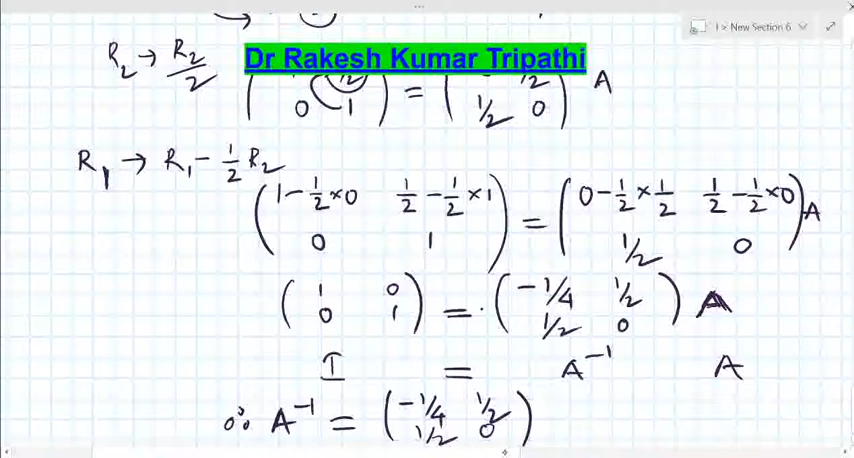 I > New Section 6
R₂ → R₂/2
Dr Rakesh Kumar Tripathi
( 1/2 ) = ( 1/2 ) A
( 0 1 ) ( 1/2 0 )
R₁ → R₁ - 1/2 R₂
( 1-1/2×0 1/2-1/2×1 ) = ( 0-1/2×1/2 1/2-1/2×0 ) A
( 0 1 ) ( 1/2 0 )
( 1 0 ) = ( -1/4 1/2 ) A
( 0 1 ) ( 1/2 0 )
I = A⁻¹ A
∴ A⁻¹ = ( -1/4 1/2 )
( 1/2 0 )